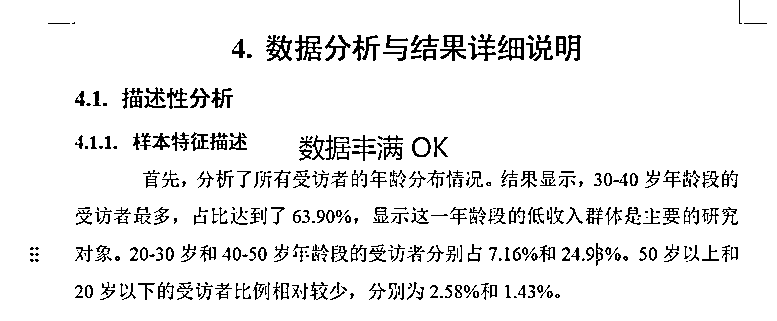 4. 数据分析与结果详细说明
4.1. 描述性分析
4.1.1. 样本特征描述 数据丰满 OK
首先，分析了所有受访者的年龄分布情况。结果显示，30-40 岁年龄段的
受访者最多，占比达到了 63.90%，显示这一年龄段的低收入群体是主要的研究
对象。20-30 岁和 40-50 岁年龄段的受访者分别占 7.16%和 24.93%。50 岁以上和
20 岁以下的受访者比例相对较少，分别为 2.58%和 1.43%。